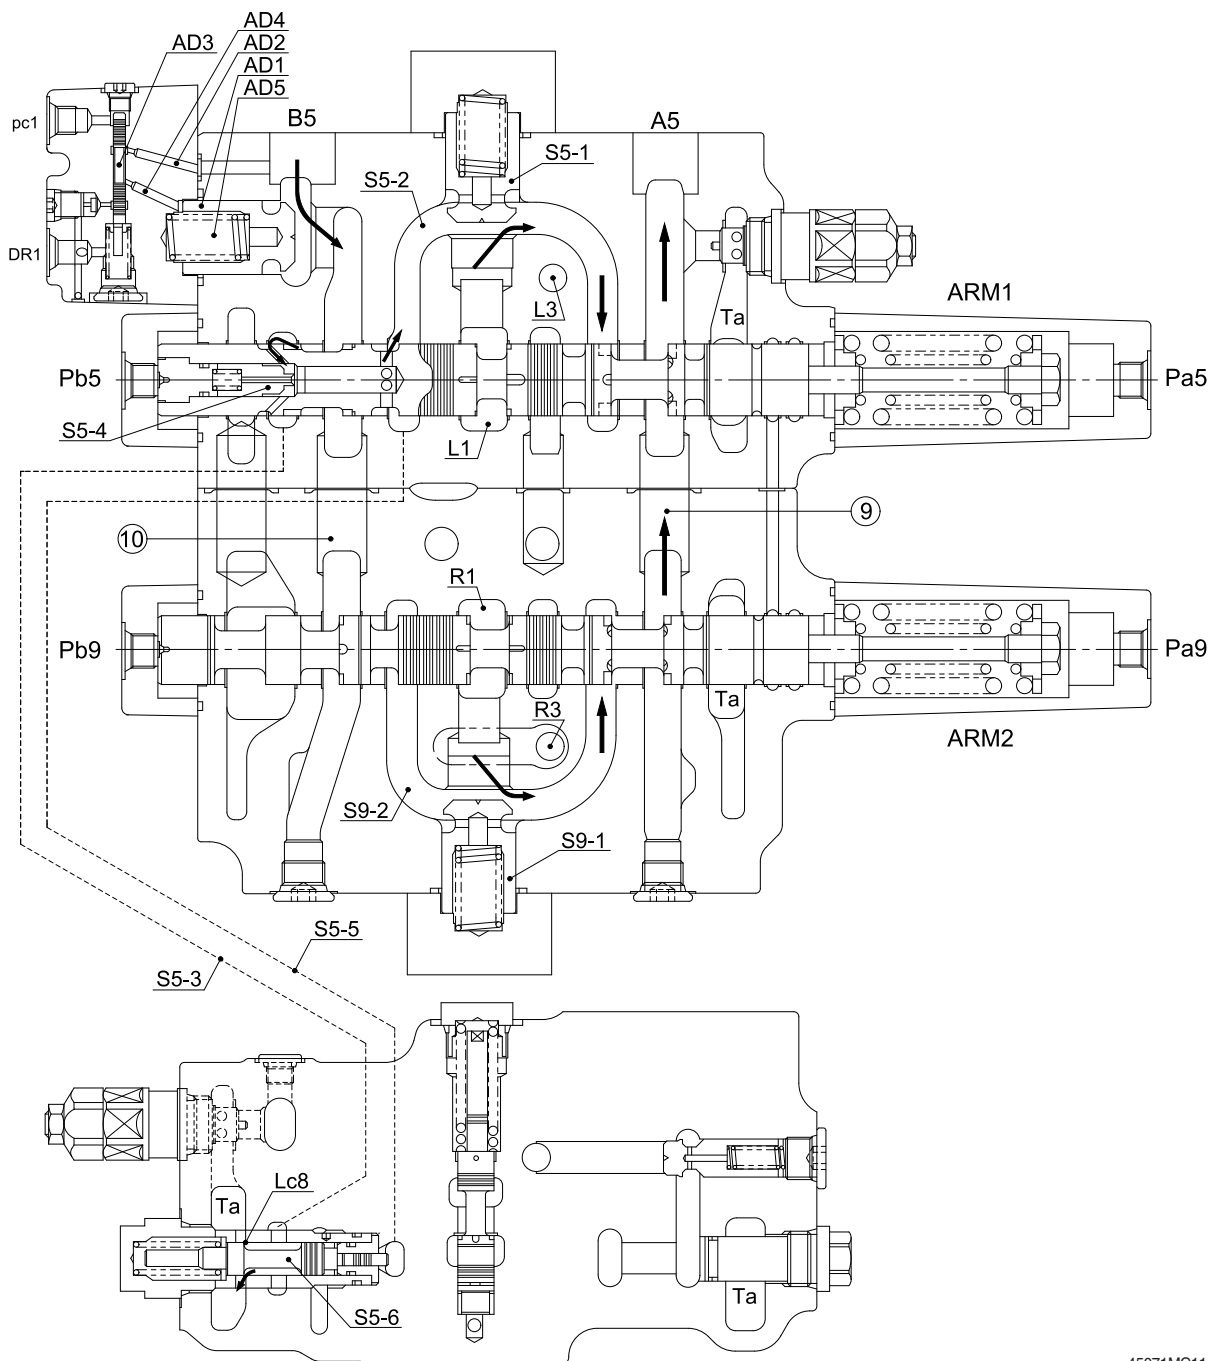 AD4
AD3
AD2
AD1
AD5
pc1
B5
A5
S5-1
S5-2
DR1
L3
Ta
ARM1
Pb5
Pa5
S5-4
L1
10
9
R1
Pb9
Pa9
Ta
R3
ARM2
S9-2
S9-1
S5-5
S5-3
Ta
Lc8
S5-6
Ta